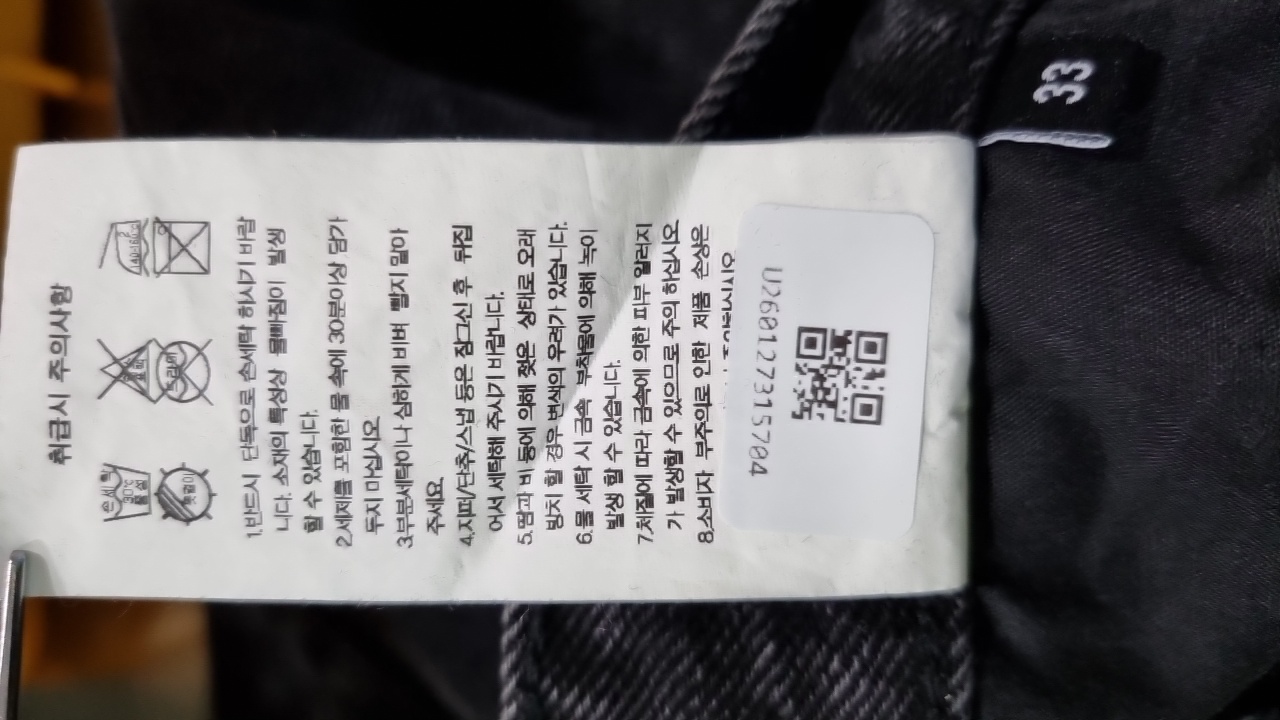 취급시 주의사항
손세탁
30℃
중성
2
140-160℃
옷걸이
드라이
1.반드시 단독으로 손세탁 하시기 바랍
니다. 소재의 특성상 물빠짐이 발생
할 수 있습니다.
2.세제를 포함한 물 속에 30분이상 담가
두지 마십시오
3.부분세탁이나 심하게 비벼 빨지 말아
주세요.
4.지퍼/단추/스냅 등은 잠그신 후 뒤집
어서 세탁해 주시기 바랍니다.
5.땀과 비 등에 의해 젖은 상태로 오래
방치 할 경우 변색의 우려가 있습니다.
6.물 세탁 시 금속 부착물에 의해 녹이
발생 할 수 있습니다.
7.체질에 따라 금속에 의한 피부 알러지
가 발생할 수 있으므로 주의 하십시오
8.소비자 부주의로 인한 제품 손상은
U260127315704
33